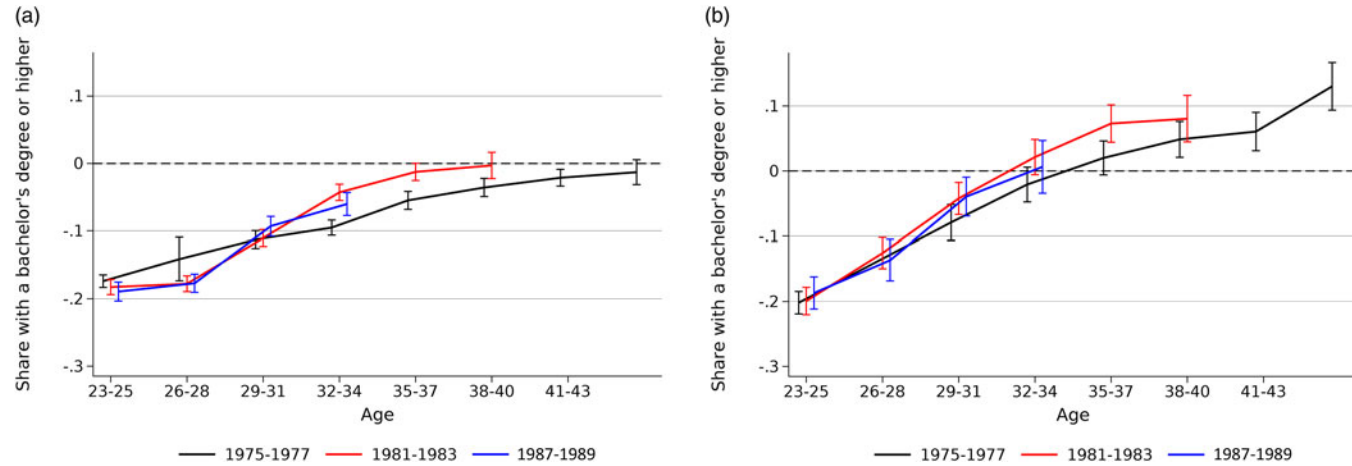 (a)
Share with a bachelor's degree or higher
.1
0
-.1
-.2
-.3
23-25 26-28 29-31 32-34 35-37 38-40 41-43
Age
1975-1977 1981-1983 1987-1989
(b)
Share with a bachelor's degree or higher
.1
0
-.1
-.2
-.3
23-25 26-28 29-31 32-34 35-37 38-40 41-43
Age
1975-1977 1981-1983 1987-1989